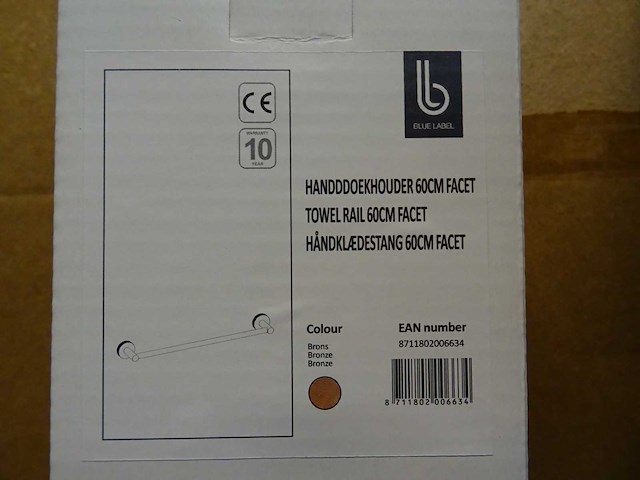 CE
WARRANTY
10
YEAR
b
BLUE LABEL
HANDDDOEKHOUDER 60CM FACET
TOWEL RAIL 60CM FACET
HÅNDKLÆDESTANG 60CM FACET
Colour
Brons
Bronze
Bronze
EAN number
8711802006634
8 711802 006634